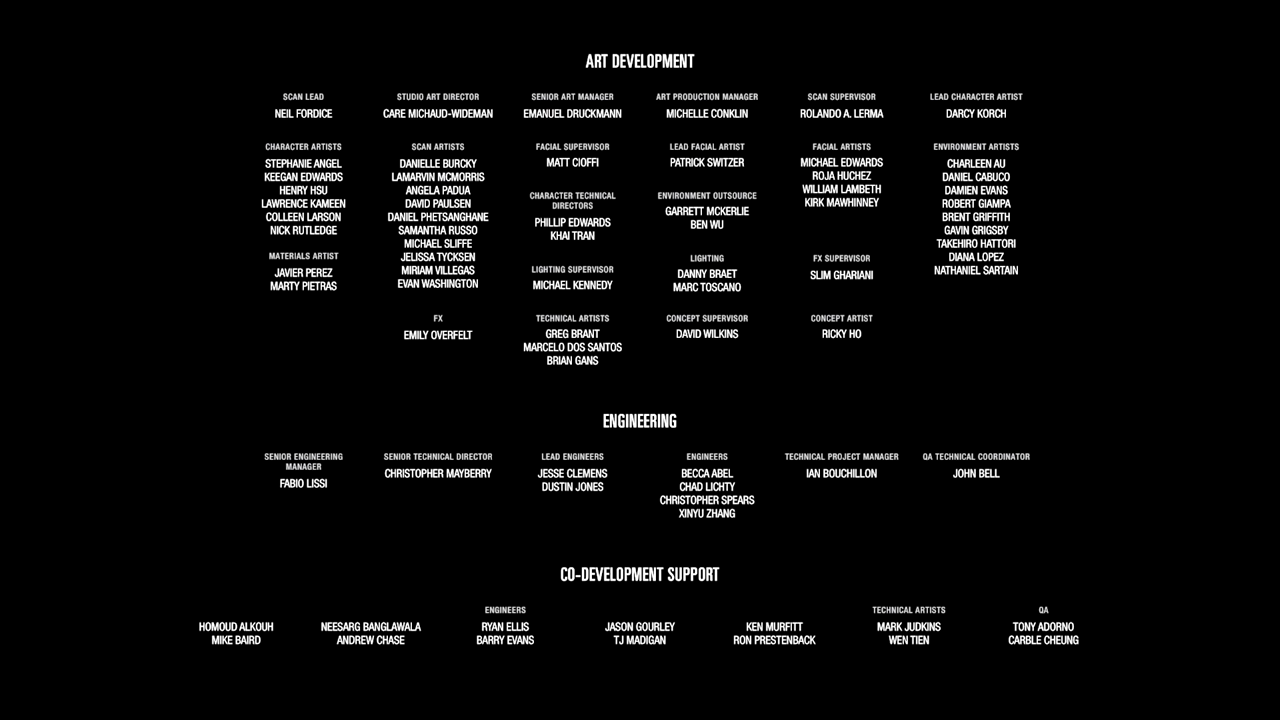 ART DEVELOPMENT
SCAN LEAD
NEIL FORDICE
STUDIO ART DIRECTOR
CARE MICHAUD-WIDEMAN
SENIOR ART MANAGER
EMANUEL DRUCKMANN
ART PRODUCTION MANAGER
MICHELLE CONKLIN
SCAN SUPERVISOR
ROLANDO A. LERMA
LEAD CHARACTER ARTIST
DARCY KORCH
CHARACTER ARTISTS
STEPHANIE ANGEL
KEEGAN EDWARDS
HENRY HSU
LAWRENCE KAMEEN
COLLEEN LARSON
NICK RUTLEDGE
MATERIALS ARTIST
JAVIER PEREZ
MARTY PIETRAS
SCAN ARTISTS
DANIELLE BURCKY
LAMARVIN MCMORRIS
ANGELA PADUA
DAVID PAULSEN
DANIEL PHETSANGHANE
SAMANTHA RUSSO
MICHAEL SLIFFE
JELISSA TYCKSEN
MIRIAM VILLEGAS
EVAN WASHINGTON
FACIAL SUPERVISOR
MATT CIOFFI
CHARACTER TECHNICAL
DIRECTORS
PHILLIP EDWARDS
KHAI TRAN
LIGHTING SUPERVISOR
MICHAEL KENNEDY
LEAD FACIAL ARTIST
PATRICK SWITZER
ENVIRONMENT OUTSOURCE
GARRETT MCKERLIE
BEN WU
LIGHTING
DANNY BRAET
MARC TOSCANO
FACIAL ARTISTS
MICHAEL EDWARDS
ROJA HUCHEZ
WILLIAM LAMBETH
KIRK MAWHINNEY
FX SUPERVISOR
SLIM GHARIANI
ENVIRONMENT ARTISTS
CHARLEEN AU
DANIEL CABUCO
DAMIEN EVANS
ROBERT GIAMPA
BRENT GRIFFITH
GAVIN GRIGSBY
TAKEHIRO HATTORI
DIANA LOPEZ
NATHANIEL SARTAIN
FX
EMILY OVERFELT
TECHNICAL ARTISTS
GREG BRANT
MARCELO DOS SANTOS
BRIAN GANS
CONCEPT SUPERVISOR
DAVID WILKINS
CONCEPT ARTIST
RICKY HO
ENGINEERING
SENIOR ENGINEERING
MANAGER
FABIO LISSI
SENIOR TECHNICAL DIRECTOR
CHRISTOPHER MAYBERRY
LEAD ENGINEERS
JESSE CLEMENS
DUSTIN JONES
ENGINEERS
BECCA ABEL
CHAD LICHTY
CHRISTOPHER SPEARS
XINYU ZHANG
TECHNICAL PROJECT MANAGER
IAN BOUCHILLON
QA TECHNICAL COORDINATOR
JOHN BELL
CO-DEVELOPMENT SUPPORT
HOMOUD ALKOUH
MIKE BAIRD
NEESARG BANGLAWALA
ANDREW CHASE
ENGINEERS
RYAN ELLIS
BARRY EVANS
JASON GOURLEY
TJ MADIGAN
KEN MURFITT
RON PRESTENBACK
TECHNICAL ARTISTS
MARK JUDKINS
WEN TIEN
QA
TONY ADORNO
CARBLE CHEUNG